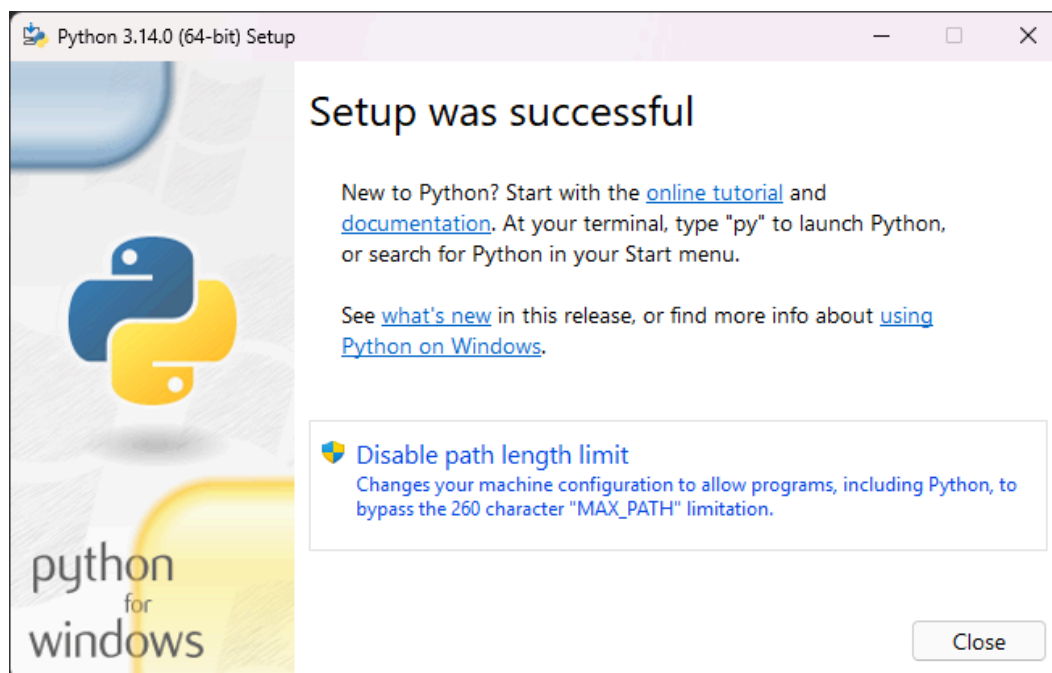 Python 3.14.0 (64-bit) Setup
Setup was successful
New to Python? Start with the online tutorial and
documentation. At your terminal, type "py" to launch Python,
or search for Python in your Start menu.
See what's new in this release, or find more info about using
Python on Windows.
Disable path length limit
Changes your machine configuration to allow programs, including Python, to
bypass the 260 character "MAX_PATH" limitation.
python
for
windows
Close